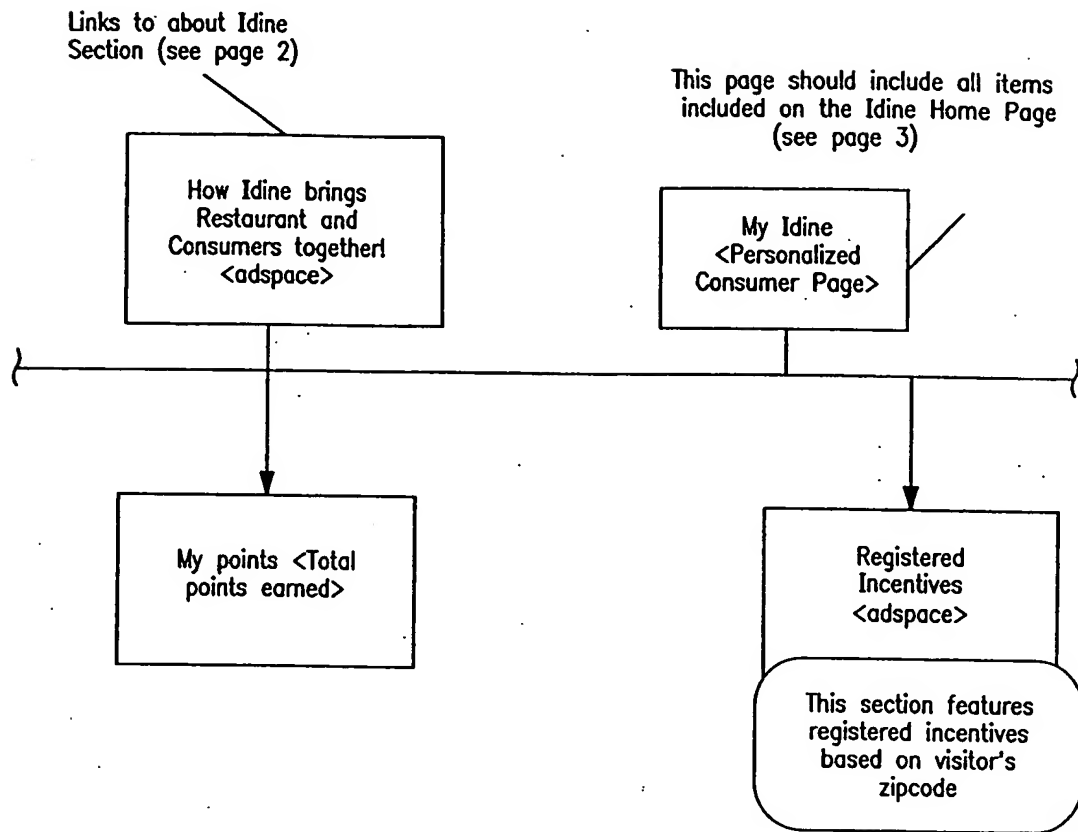 Links to about Idine
Section (see page 2)
This page should include all items
included on the Idine Home Page
(see page 3)
How Idine brings
Restaurant and
Consumers together!
<adspace>
My Idine
<Personalized
Consumer Page>
My points <Total
points earned>
Registered
Incentives
<adspace>
This section features
registered incentives
based on visitor's
zipcode